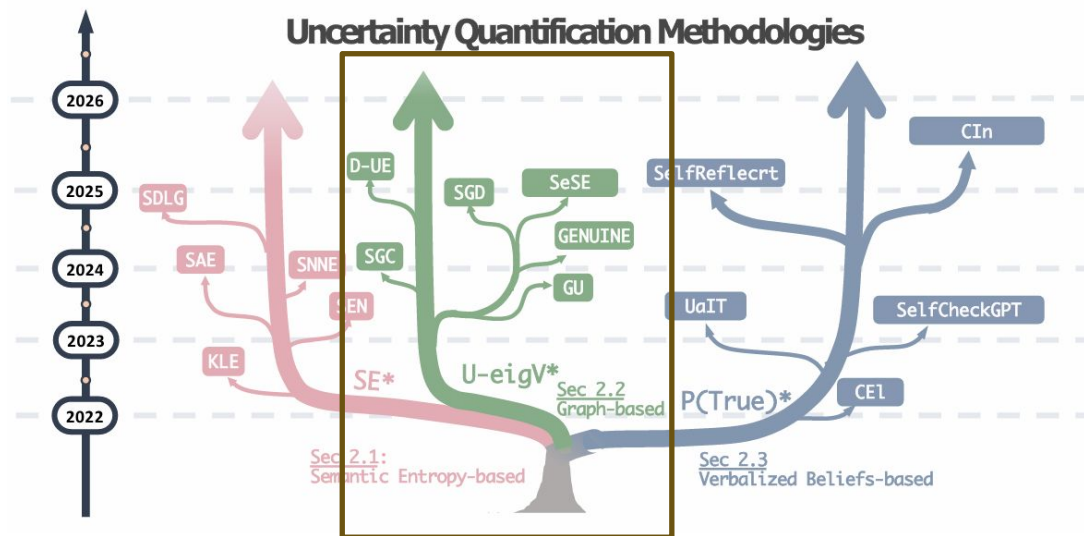 Uncertainty Quantification Methodologies
2026
2025
2024
2023
2022
SDLG
SAE
SNNE
SEN
KLE
SE*
Sec 2.1:
Semantic Entropy-based
D-UE
SGD
SeSE
SGC
GENUINE
GU
U-eigV*
Sec 2.2
Graph-based
CIn
SelfReflecrt
UaIT
SelfCheckGPT
CEl
P(True)*
Sec 2.3
Verbalized Beliefs-based